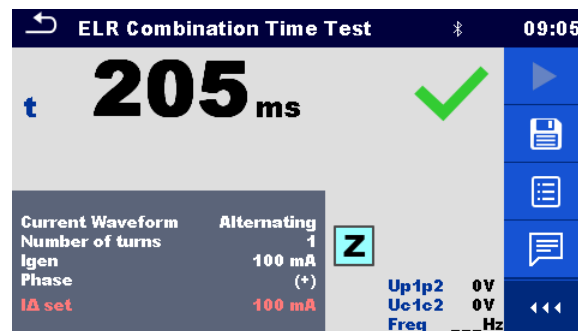 ELR Combination Time Test 09:05
t 205 ms
Current Waveform Alternating
Number of turns 1
Igen 100 mA
Phase (+)
IΔ set 100 mA
Z
Up1p2 0V
Uc1c2 0V
Freq ___Hz